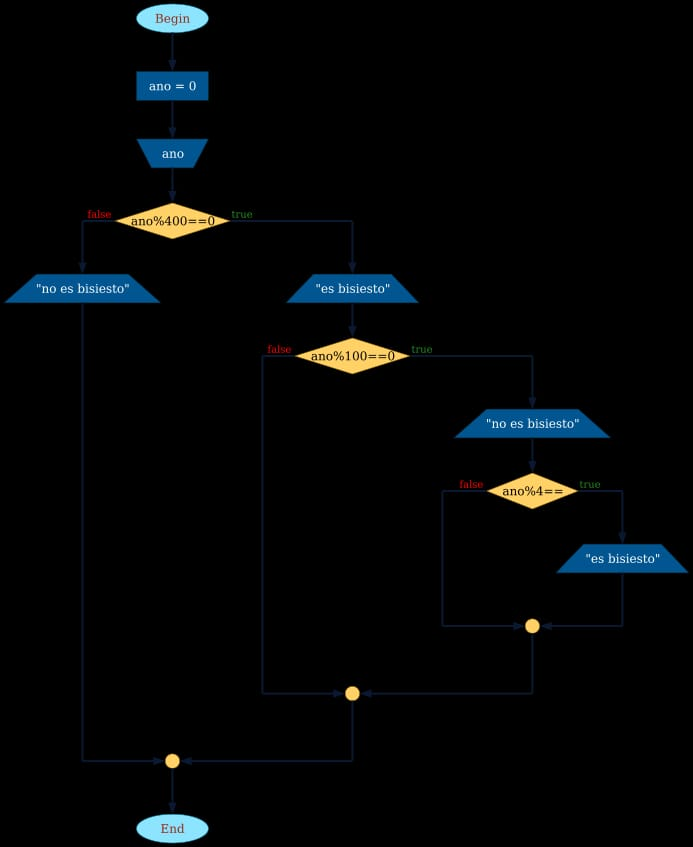 Begin
ano = 0
ano
false
ano%400==0
true
"no es bisiesto"
"es bisiesto"
false
ano%100==0
true
"no es bisiesto"
false
ano%4==
true
"es bisiesto"
End